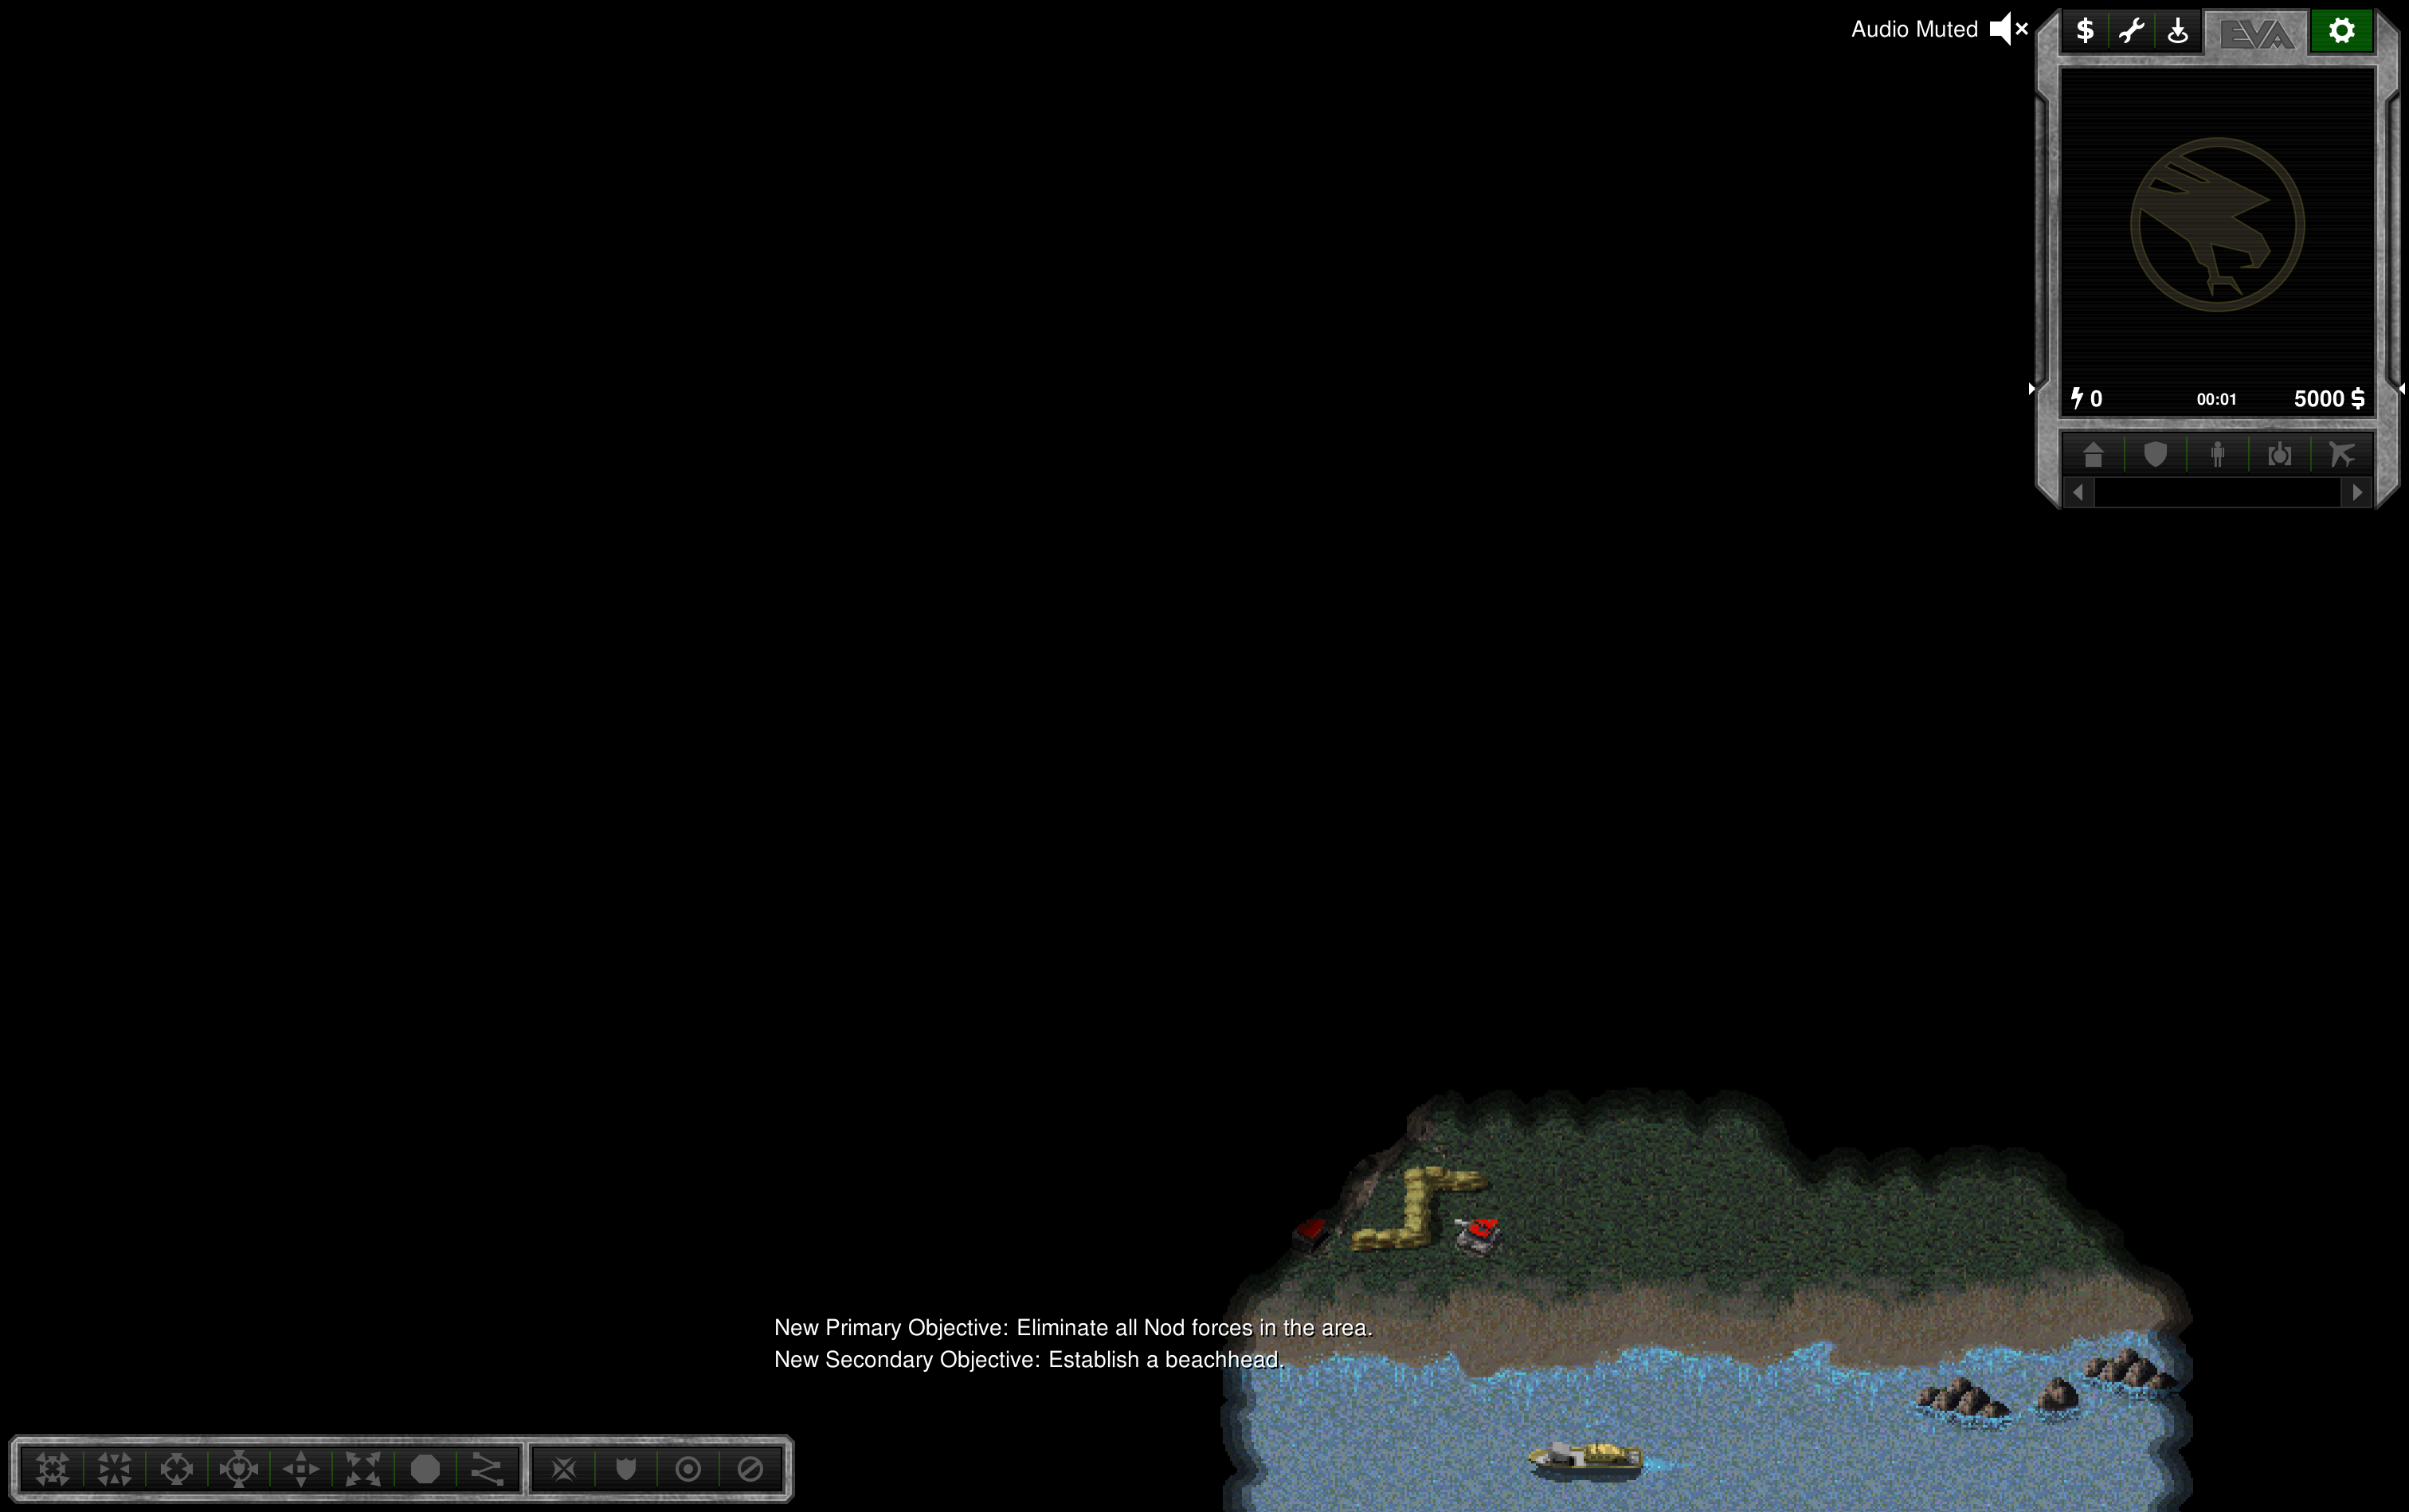 Audio Muted
EVA
0 00:01 5000 $
New Primary Objective: Eliminate all Nod forces in the area.
New Secondary Objective: Establish a beachhead.